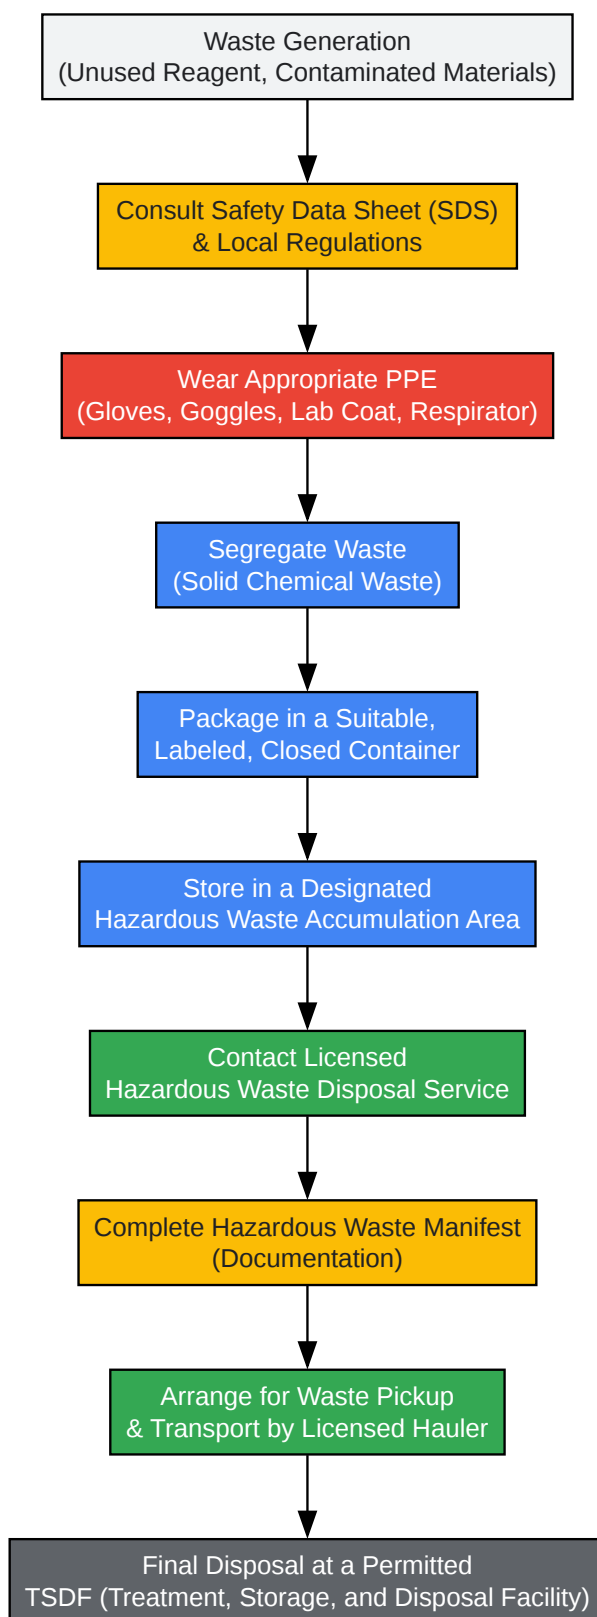 Waste Generation
(Unused Reagent, Contaminated Materials)
Consult Safety Data Sheet (SDS)
& Local Regulations
Wear Appropriate PPE
(Gloves, Goggles, Lab Coat, Respirator)
Segregate Waste
(Solid Chemical Waste)
Package in a Suitable,
Labeled, Closed Container
Store in a Designated
Hazardous Waste Accumulation Area
Contact Licensed
Hazardous Waste Disposal Service
Complete Hazardous Waste Manifest
(Documentation)
Arrange for Waste Pickup
& Transport by Licensed Hauler
Final Disposal at a Permitted
TSDF (Treatment, Storage, and Disposal Facility)